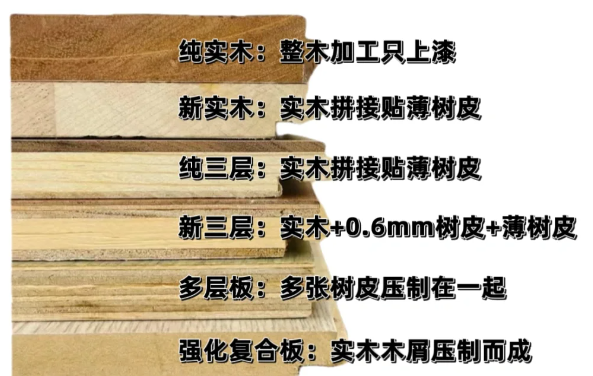 纯实木：整木加工只上漆
新实木：实木拼接贴薄树皮
纯三层：实木拼接贴薄树皮
新三层：实木+0.6mm树皮+薄树皮
多层板：多张树皮压制在一起
强化复合板：实木木屑压制而成